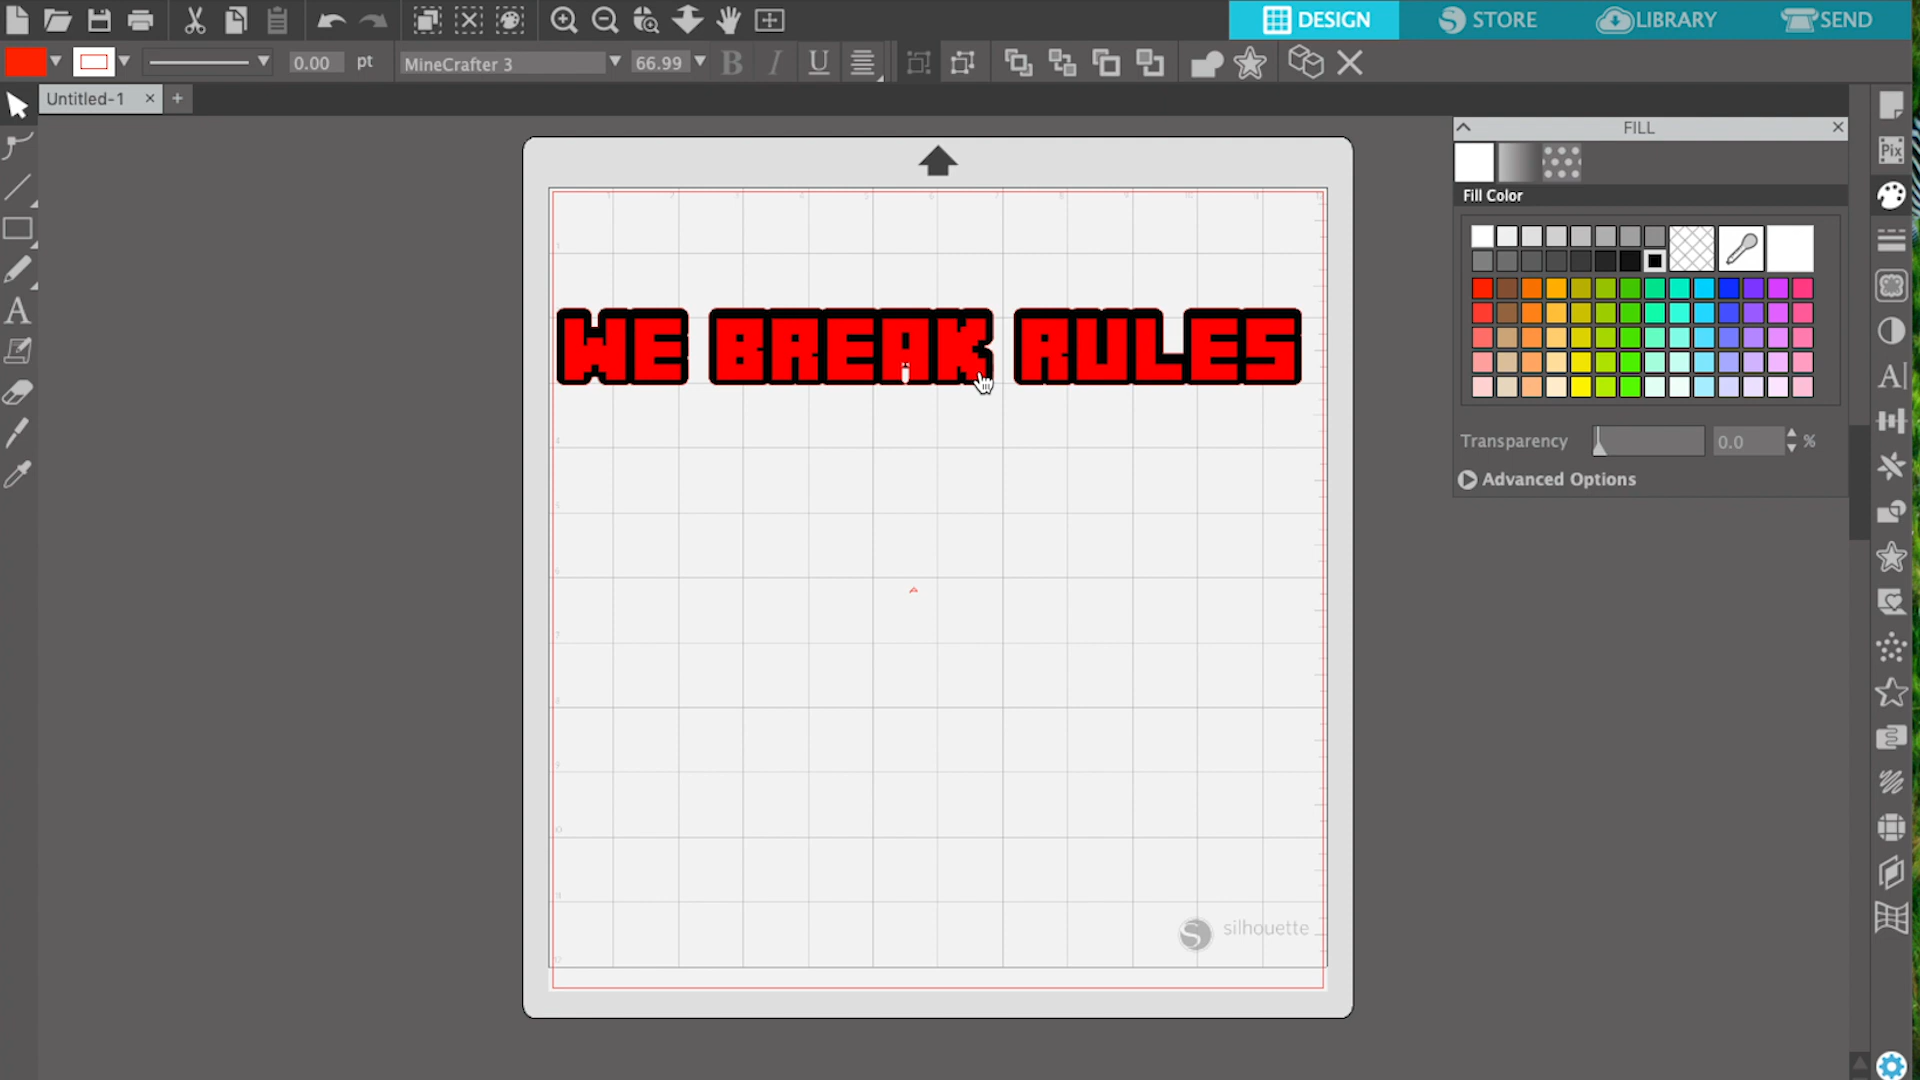 DESIGN
STORE
LIBRARY
SEND
0.00 pt
MineCrafter 3
66.99
B I U
Untitled-1
FILL
Pix
Fill Color
WE BREAK RULES
Transparency
0.0 %
Advanced Options
silhouette